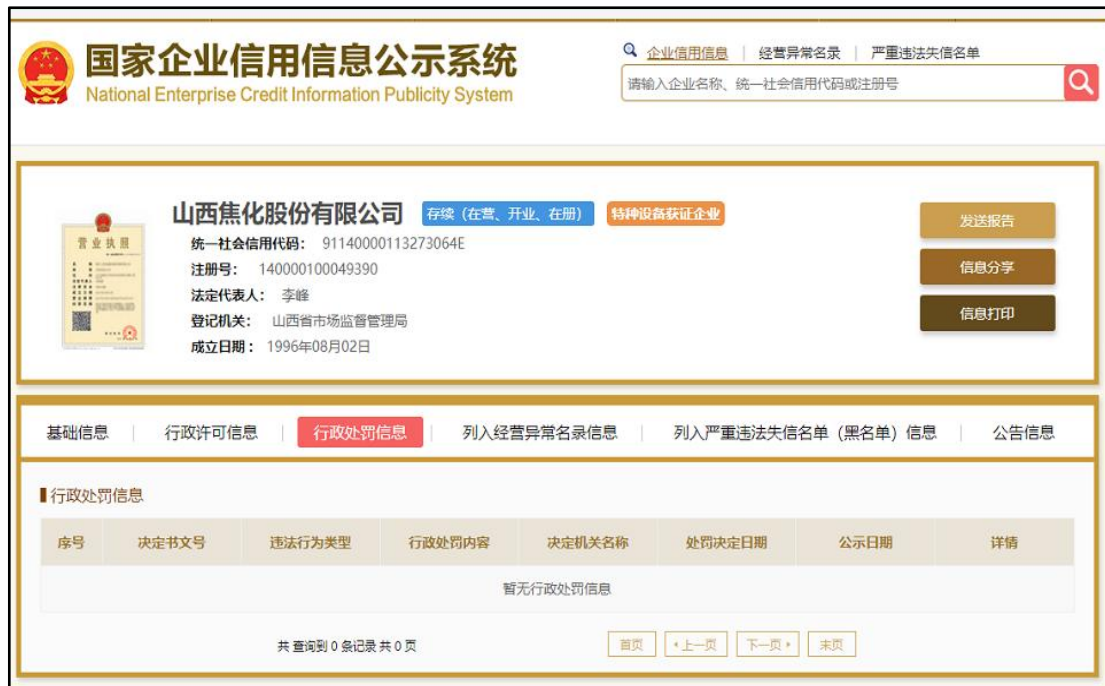 国家企业信用信息公示系统
National Enterprise Credit Information Publicity System
企业信用信息 | 经营异常名录 | 严重违法失信名单
请输入企业名称、统一社会信用代码或注册号
营业执照
山西焦化股份有限公司 存续（在营、开业、在册） 特种设备获证企业
统一社会信用代码： 91140000113273064E
注册号： 140000100049390
法定代表人： 李峰
登记机关： 山西省市场监督管理局
成立日期： 1996年08月02日
发送报告
信息分享
信息打印
基础信息 | 行政许可信息 | 行政处罚信息 | 列入经营异常名录信息 | 列入严重违法失信名单（黑名单）信息 | 公告信息
行政处罚信息
序号 决定书文号 违法行为类型 行政处罚内容 决定机关名称 处罚决定日期 公示日期 详情
暂无行政处罚信息
共 查询到 0 条记录 共 0 页 首页 上一页 下一页 末页